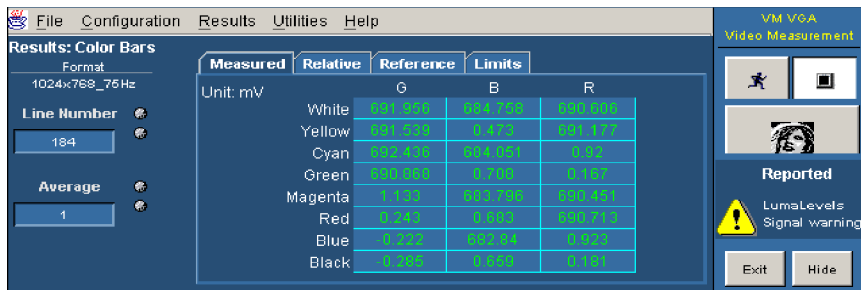 File Configuration Results Utilities Help
VM VGA
Video Measurement
Results: Color Bars
Format
1024x768_75Hz
Line Number
184
Average
1
Measured Relative Reference Limits
Unit: mV G B R
White 691.956 684.758 690.606
Yellow 691.539 0.473 691.177
Cyan 692.436 684.051 0.92
Green 690.868 0.708 0.167
Magenta 1.133 683.796 690.451
Red 0.243 0.683 690.713
Blue -0.222 682.84 0.923
Black -0.285 0.659 0.181
Reported
LumaLevels
Signal warning
Exit Hide